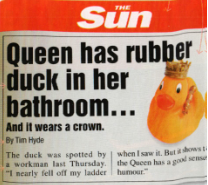 THE
Sun
Queen has rubber
duck in her
bathroom...
And it wears a crown.
By Tim Hyde
The duck was spotted by
a workman last Thursday.
"I nearly fell off my ladder
when I saw it. But it shows t
the Queen has a good sense
humour."